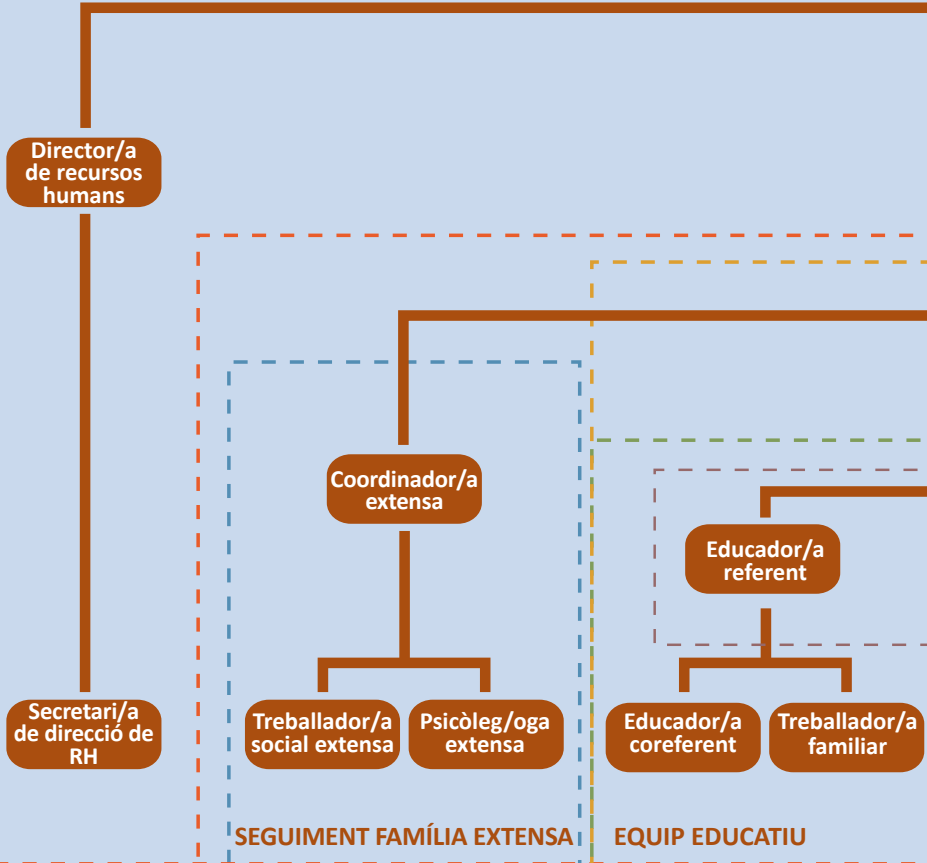 Director/a
de recursos
humans
Coordinador/a
extensa
Educador/a
referent
Secretari/a
de direcció de
RH
Treballador/a
social extensa
Psicòleg/oga
extensa
Educador/a
coreferent
Treballador/a
familiar
SEGUIMENT FAMÍLIA EXTENSA
EQUIP EDUCATIU